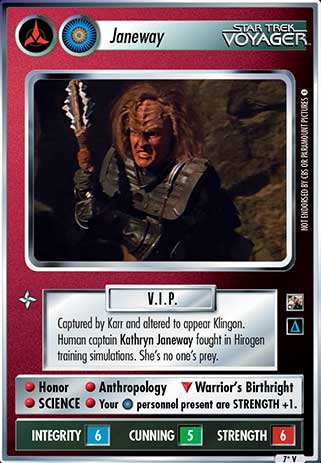 Janeway
STAR TREK
VOYAGER
NOT ENDORSED BY CBS OR PARAMOUNT PICTURES
V.I.P.
Captured by Karr and altered to appear Klingon.
Human captain Kathryn Janeway fought in Hirogen
training simulations. She's no one's prey.
Honor Anthropology Warrior's Birthright
SCIENCE Your personnel present are STRENGTH +1.
INTEGRITY 6 CUNNING 5 STRENGTH 6
7* V